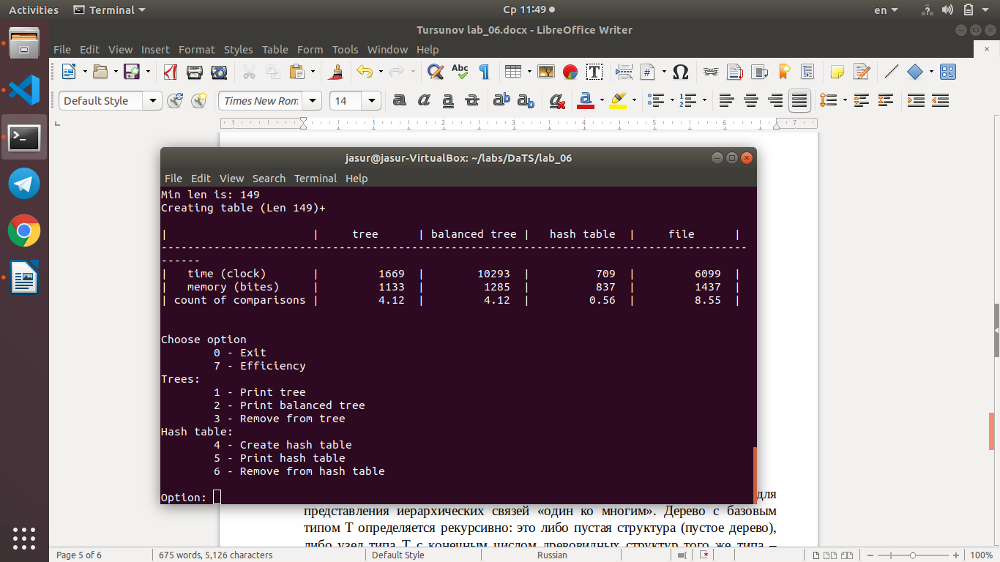 Activities Terminal Ср 11:49 en
Tursunov lab_06.docx - LibreOffice Writer
File Edit View Insert Format Styles Table Form Tools Window Help
Default Style Times New Rom 14
1 1 2 3 4 5 6 7
jasur@jasur-VirtualBox: ~/labs/DaTS/lab_06
File Edit View Search Terminal Help
Min len is: 149
Creating table (Len 149)+
| | tree | balanced tree | hash table | file |
-----------------------------------------------------------------------------------------
------
| time (clock) | 1669 | 10293 | 709 | 6099 |
| memory (bites) | 1133 | 1285 | 837 | 1437 |
| count of comparisons | 4.12 | 4.12 | 0.56 | 8.55 |
Choose option
0 - Exit
7 - Efficiency
Trees:
1 - Print tree
2 - Print balanced tree
3 - Remove from tree
Hash table:
4 - Create hash table
5 - Print hash table
6 - Remove from hash table
Option:
для
представления иерархических связей «один ко многим». Дерево с базовым
типом Т определяется рекурсивно: это либо пустая структура (пустое дерево),
либо узел типа Т с конечным числом древовидных структур того же типа –
Page 5 of 6 675 words, 5,126 characters Default Style Russian 100%